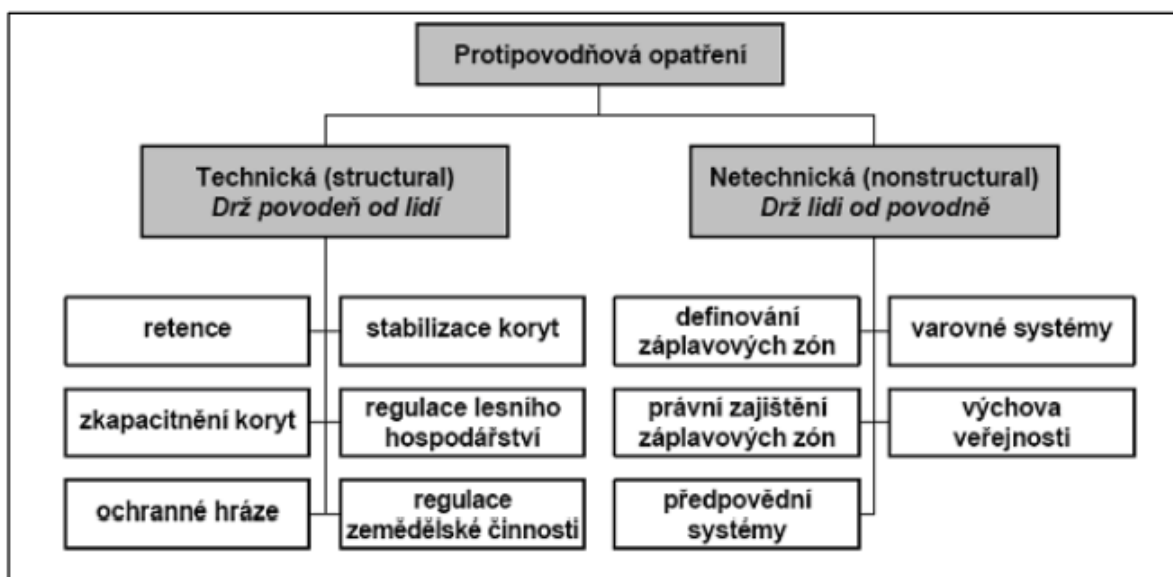 Protipovodňová opatření
Technická (structural)
Drž povodeň od lidí
Netechnická (nonstructural)
Drž lidi od povodně
retence
stabilizace koryt
definování
záplavových zón
varovné systémy
zkapacitnění koryt
regulace lesního
hospodářství
právní zajištění
záplavových zón
výchova
veřejnosti
ochranné hráze
regulace
zemědělské činnosti
předpovědní
systémy